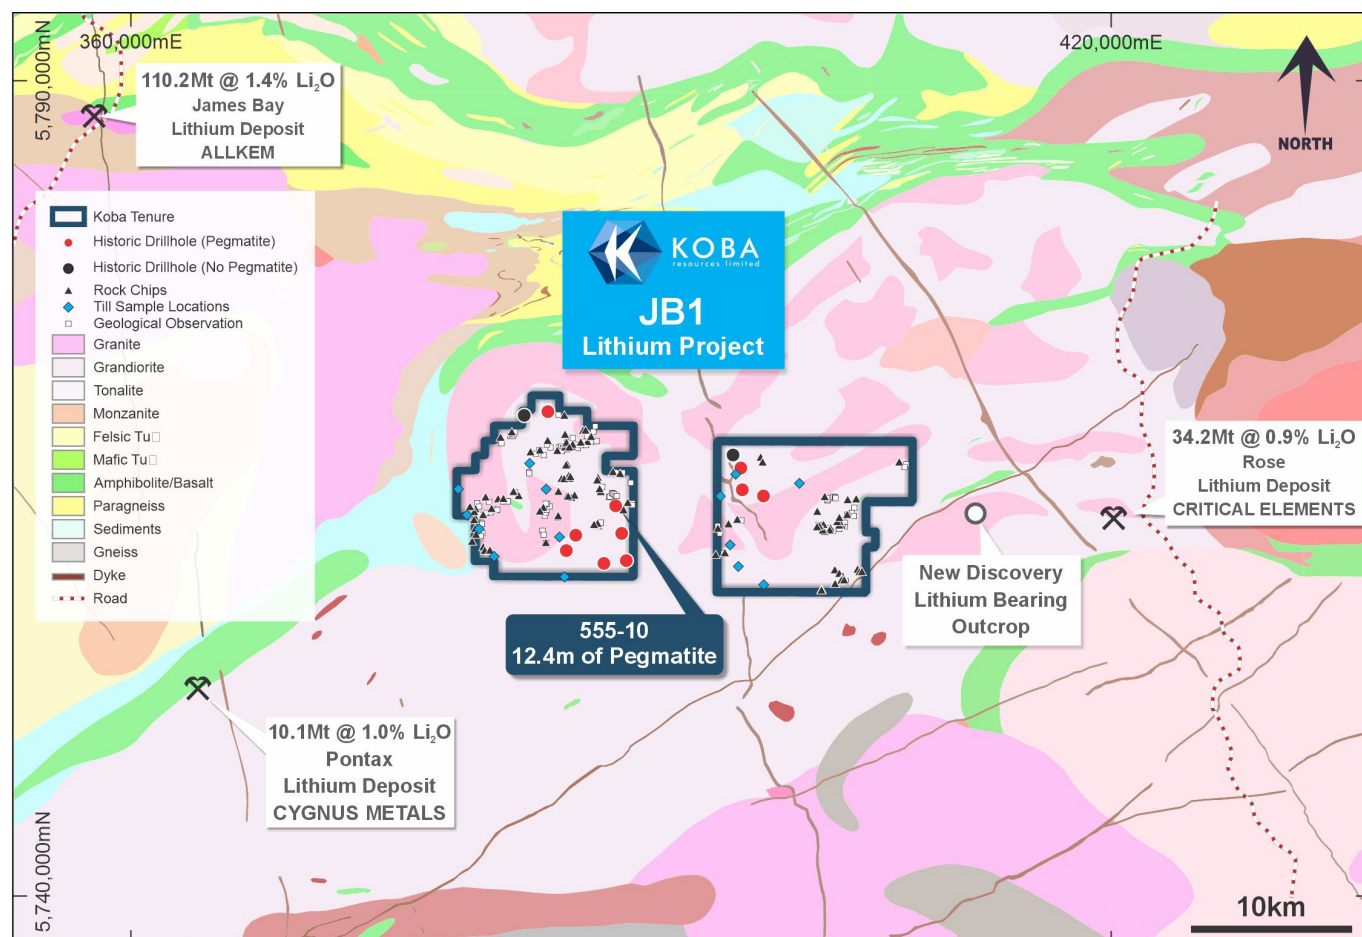 360,000mE
420,000mE
5,790,000mN
5,740,000mN
110.2Mt @ 1.4% Li₂O
James Bay
Lithium Deposit
ALLKEM
NORTH
KOBA
resources limited
JB1
Lithium Project
Koba Tenure
Historic Drillhole (Pegmatite)
Historic Drillhole (No Pegmatite)
Rock Chips
Till Sample Locations
Geological Observation
Granite
Grandiorite
Tonalite
Monzanite
Felsic Tu□
Mafic Tu□
Amphibolite/Basalt
Paragneiss
Sediments
Gneiss
Dyke
Road
34.2Mt @ 0.9% Li₂O
Rose
Lithium Deposit
CRITICAL ELEMENTS
New Discovery
Lithium Bearing
Outcrop
555-10
12.4m of Pegmatite
10.1Mt @ 1.0% Li₂O
Pontax
Lithium Deposit
CYGNUS METALS
10km